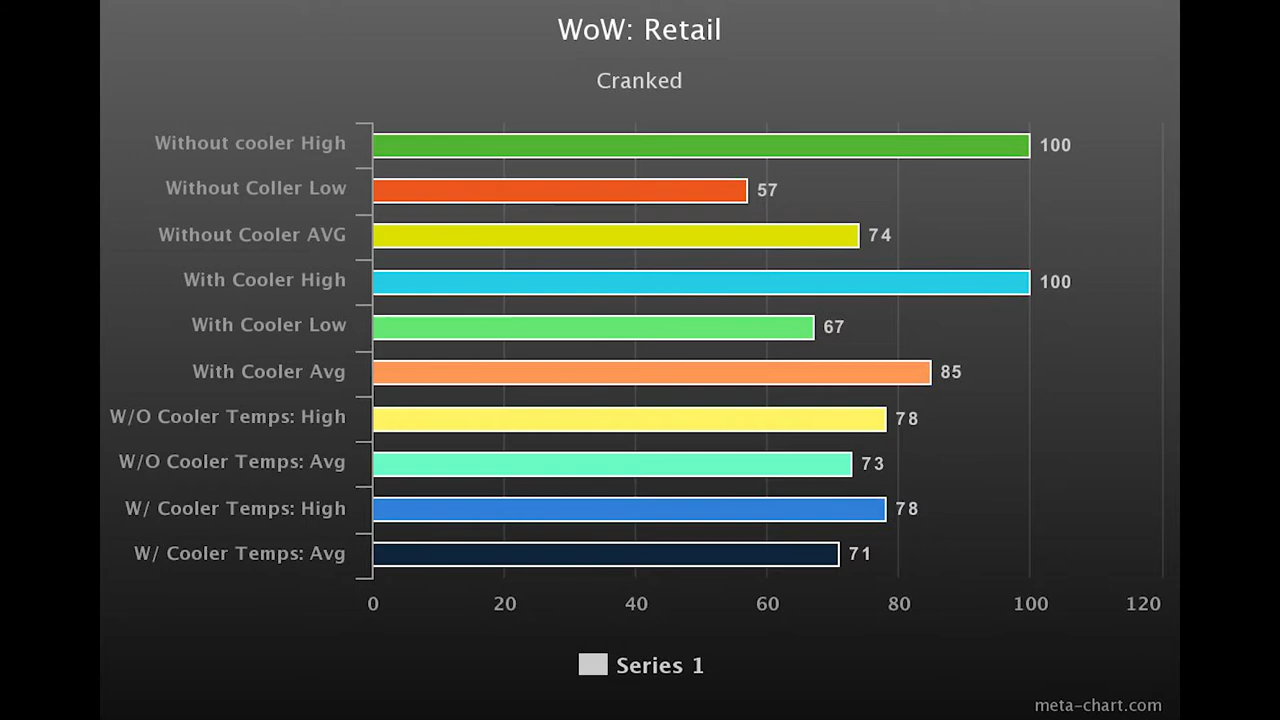 WoW: Retail
Cranked
Without cooler High 100
Without Coller Low 57
Without Cooler AVG 74
With Cooler High 100
With Cooler Low 67
With Cooler Avg 85
W/O Cooler Temps: High 78
W/O Cooler Temps: Avg 73
W/ Cooler Temps: High 78
W/ Cooler Temps: Avg 71
0 20 40 60 80 100 120
Series 1
meta-chart.com